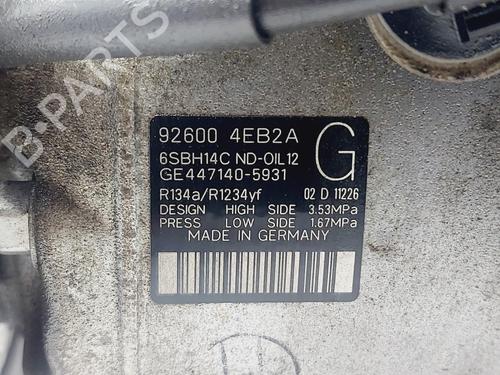 B-PARTS
92600 4EB2A G
6SBH14C ND-OIL12
GE447140-5931
R134a/R1234yf 02 D 11226
DESIGN HIGH SIDE 3.53MPa
PRESS LOW SIDE 1.67MPa
MADE IN GERMANY